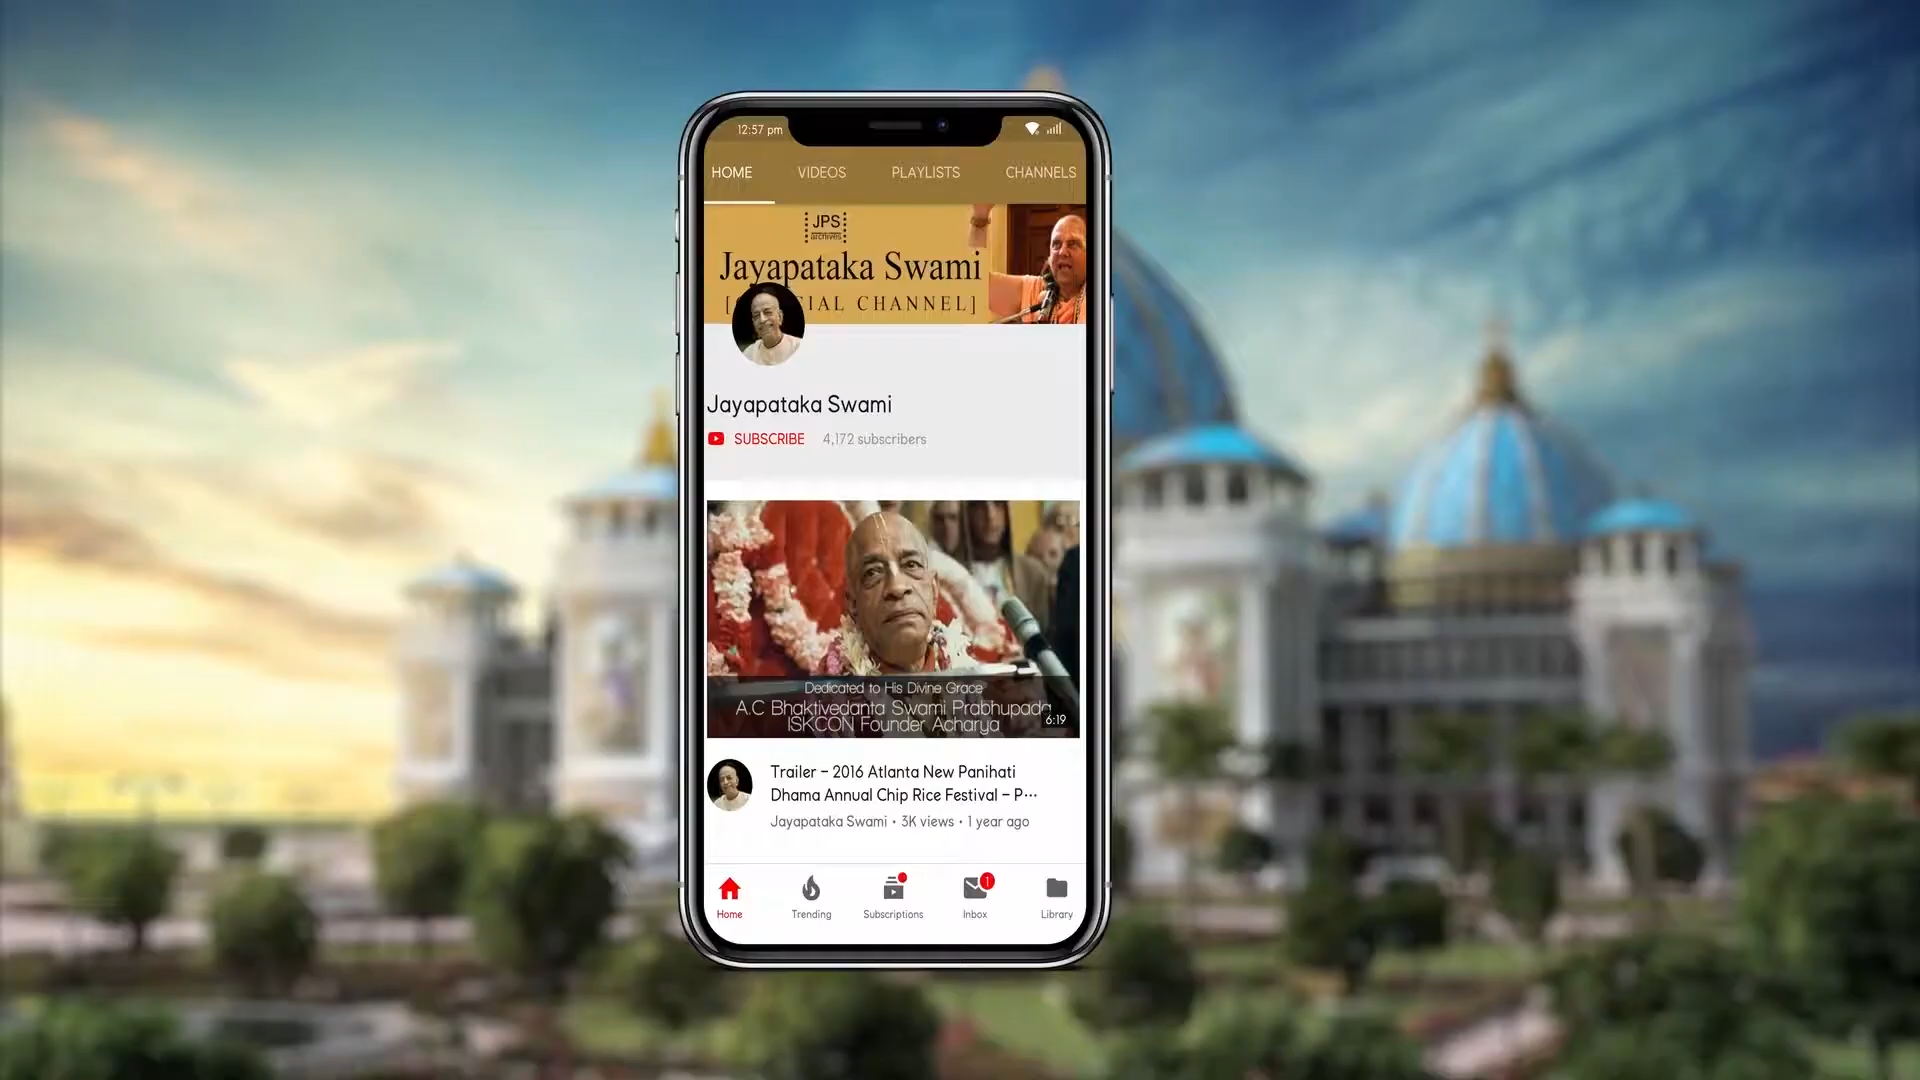 12:57 pm
HOME VIDEOS PLAYLISTS CHANNELS
JPS
archives
Jayapataka Swami
IAL CHANNEL]
Jayapataka Swami
SUBSCRIBE 4,172 subscribers
Dedicated to His Divine Grace
A.C Bhaktivedanta Swami Prabhupada
ISKCON Founder Acharya
6:19
Trailer – 2016 Atlanta New Panihati
Dhama Annual Chip Rice Festival – P···
Jayapataka Swami • 3K views • 1 year ago
1
Home Trending Subscriptions Inbox Library